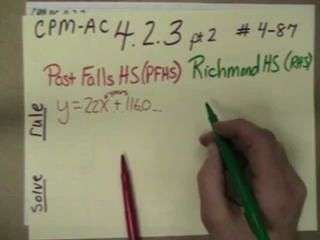 CPM-AC 4.2.3 pt 2 # 4-87
Post Falls HS (PFHS) Richmond HS (RHS)
rule y=22x+1160
solve